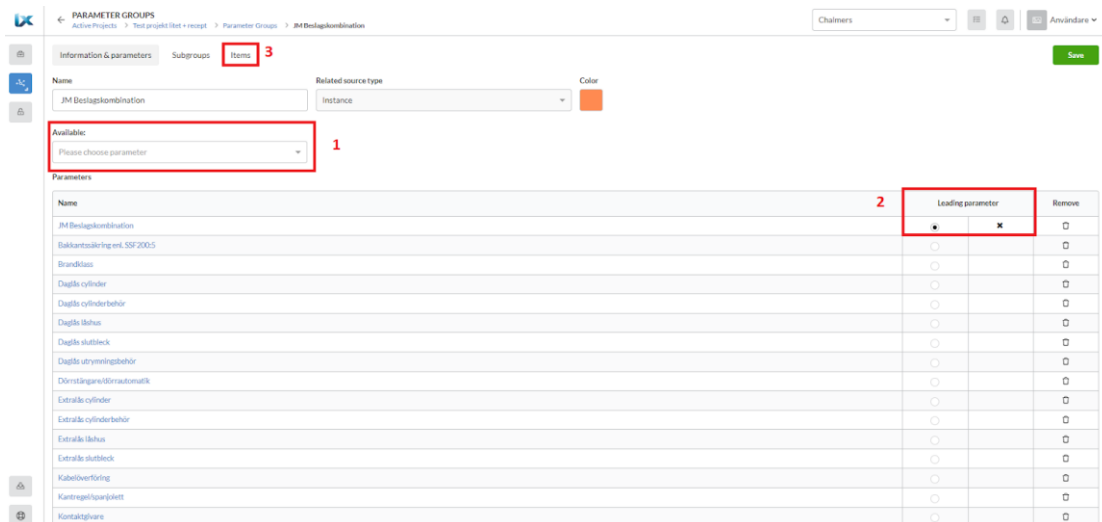 ix
PARAMETER GROUPS
Active Projects > Test projekt litet + recept > Parameter Groups > JM Beslagskombination
Chalmers
Användare
Information & parameters Subgroups Items 3
Save
Name Related source type Color
JM Beslagskombination Instance
Available:
Please choose parameter 1
Parameters
Name 2 Leading parameter Remove
JM Beslagskombination
Bakkantssäkring enl. SSF200:5
Brandklass
Daglås cylinder
Daglås cylinderbehör
Daglås låshus
Daglås slutbleck
Daglås utrymningsbehör
Dörrstängare/dörrautomatik
Extralås cylinder
Extralås cylinderbehör
Extralås låshus
Extralås slutbleck
Kabelöverföring
Kantregel/spanjolett
Kontaktgivare